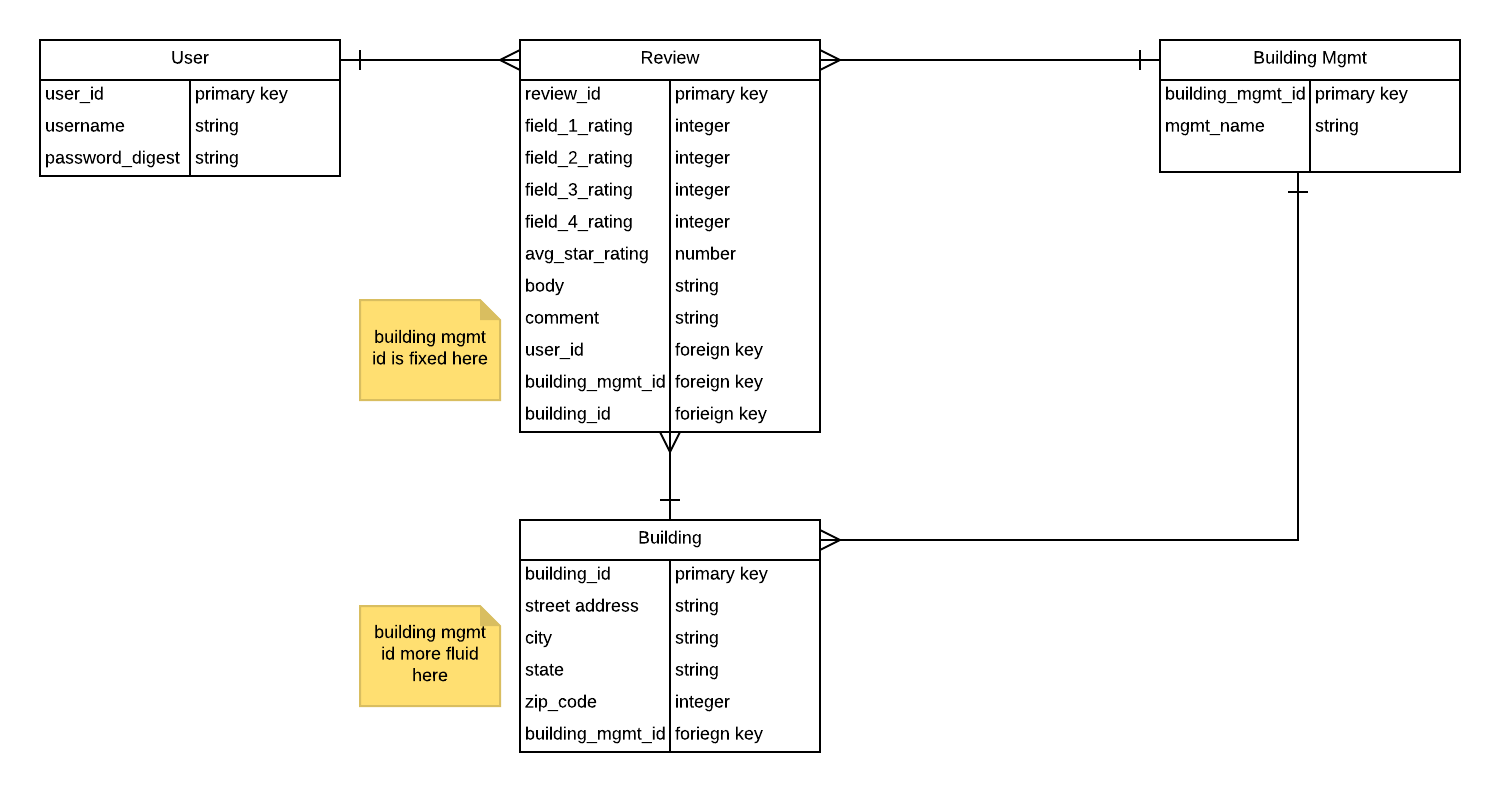 User
user_id primary key
username string
password_digest string
Review
review_id primary key
field_1_rating integer
field_2_rating integer
field_3_rating integer
field_4_rating integer
avg_star_rating number
body string
comment string
user_id foreign key
building_mgmt_id foreign key
building_id forieign key
Building Mgmt
building_mgmt_id primary key
mgmt_name string
building mgmt
id is fixed here
Building
building_id primary key
street address string
city string
state string
zip_code integer
building_mgmt_id foriegn key
building mgmt
id more fluid
here